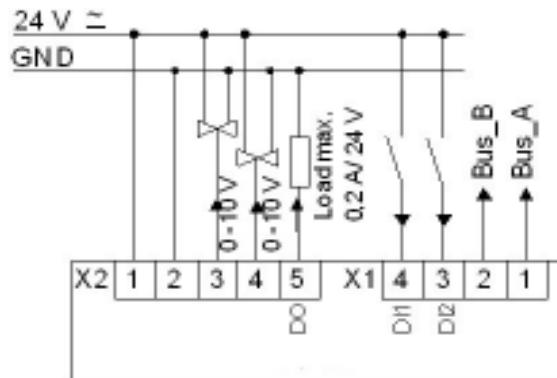 24 V ⎓
GND
0-10 V
0-10 V
Load max.
0,2 A/ 24 V
Bus_B
Bus_A
X2 1 2 3 4 5 X1 4 3 2 1
DO DI1 DI2